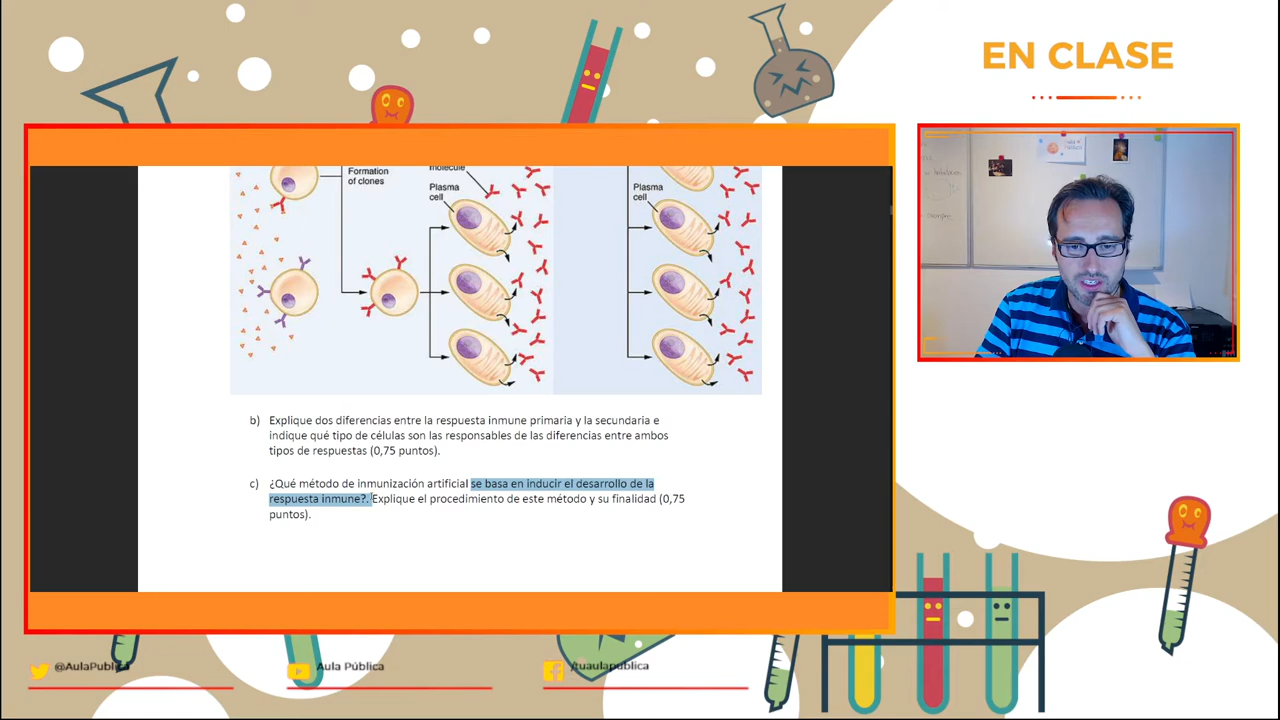 EN CLASE
Formation
of clones
molecule
Plasma
cell
Plasma
cell
b) Explique dos diferencias entre la respuesta inmune primaria y la secundaria e
indique qué tipo de células son las responsables de las diferencias entre ambos
tipos de respuestas (0,75 puntos).
c) ¿Qué método de inmunización artificial se basa en inducir el desarrollo de la
respuesta inmune?. Explique el procedimiento de este método y su finalidad (0,75
puntos).
@AulaPublica
Aula Pública
/tuaulapublica